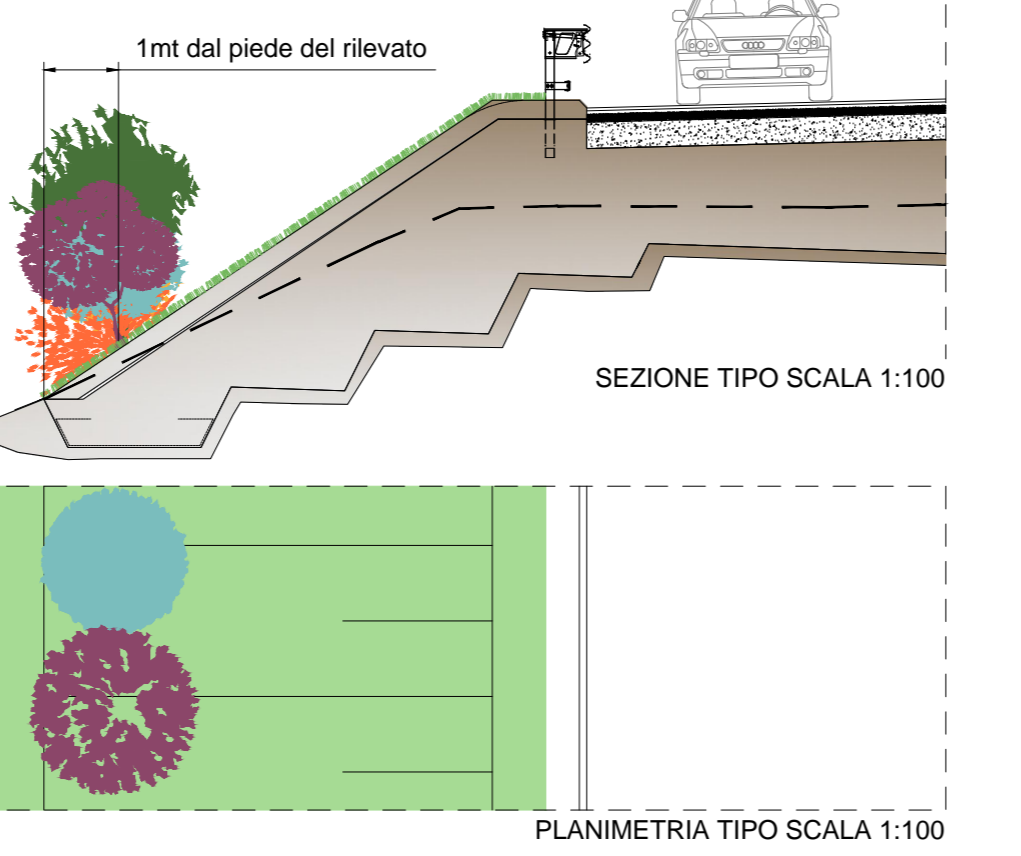 1mt dal piede del rilevato
SEZIONE TIPO SCALA 1:100
PLANIMETRIA TIPO SCALA 1:100